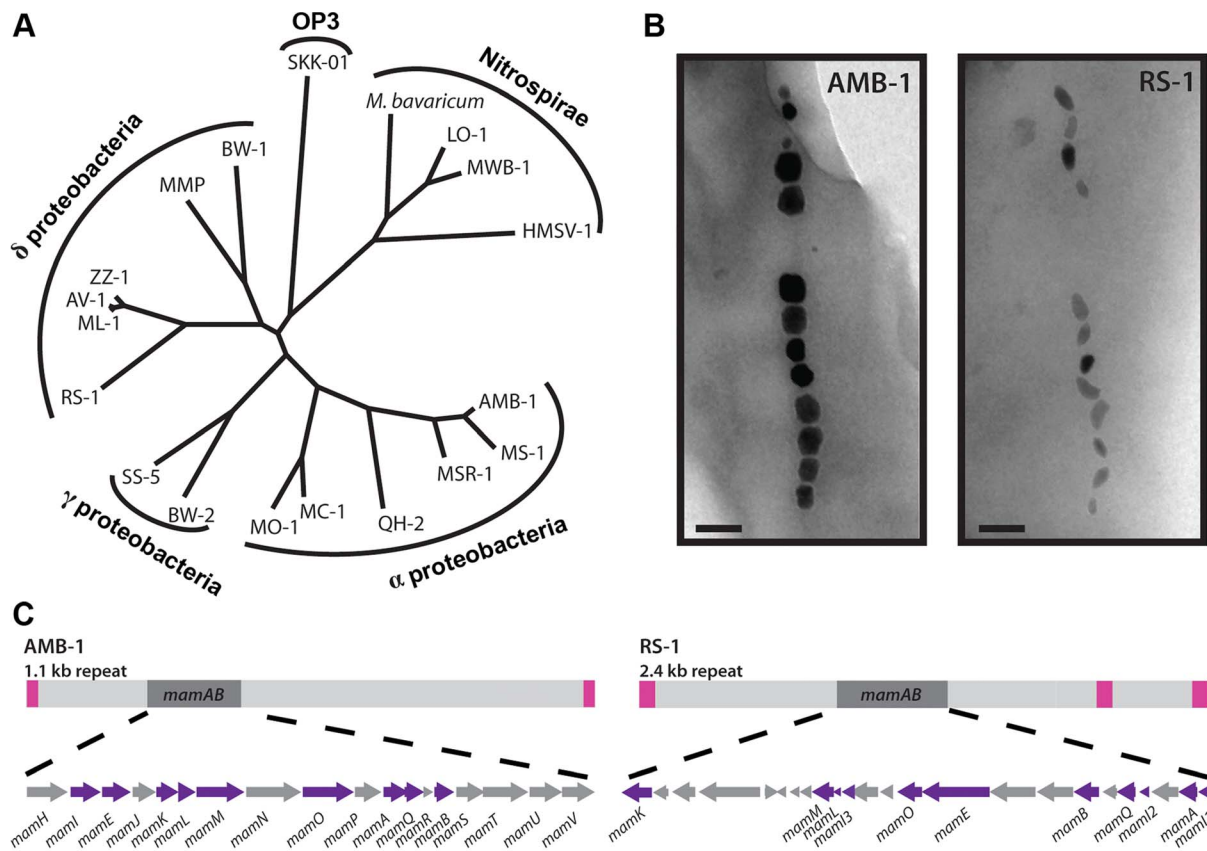 A
OP3
SKK-01
Nitrospirae
M. bavaricum
LO-1
MWB-1
HMSV-1
δ proteobacteria
BW-1
MMP
ZZ-1
AV-1
ML-1
RS-1
SS-5
BW-2
γ proteobacteria
MO-1
MC-1
QH-2
MSR-1
MS-1
AMB-1
α proteobacteria
B
AMB-1
RS-1
C
AMB-1
1.1 kb repeat
mamAB
mamH
mamI
mamE
mamJ
mamK
mamL
mamM
mamN
mamO
mamP
mamA
mamQ
mamR
mamB
mamS
mamT
mamU
mamV
RS-1
2.4 kb repeat
mamAB
mamK
mamM
mamL
mamI3
mamO
mamE
mamB
mamQ
mamI2
mamA